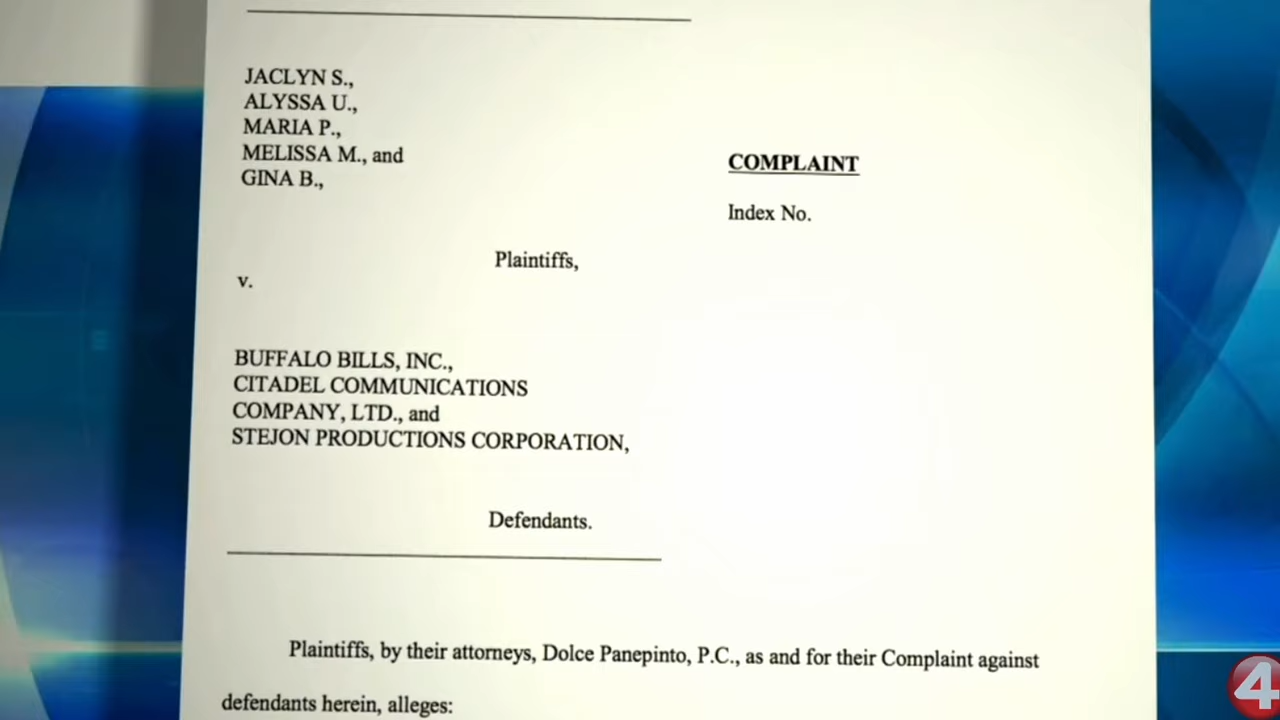 JACLYN S.,
ALYSSA U.,
MARIA P.,
MELISSA M., and
GINA B.,
COMPLAINT
Index No.
Plaintiffs,
v.
BUFFALO BILLS, INC.,
CITADEL COMMUNICATIONS
COMPANY, LTD., and
STEJON PRODUCTIONS CORPORATION,
Defendants.
Plaintiffs, by their attorneys, Dolce Panepinto, P.C., as and for their Complaint against
defendants herein, alleges:
4